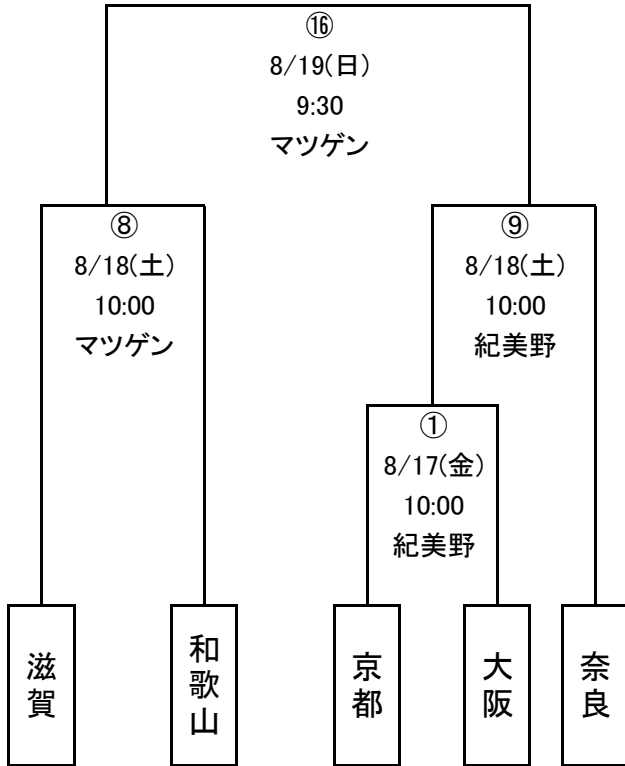 ⑯
8/19(日)
9:30
マツゲン
⑧
8/18(土)
10:00
マツゲン
⑨
8/18(土)
10:00
紀美野
①
8/17(金)
10:00
紀美野
滋賀
和歌山
京都
大阪
奈良